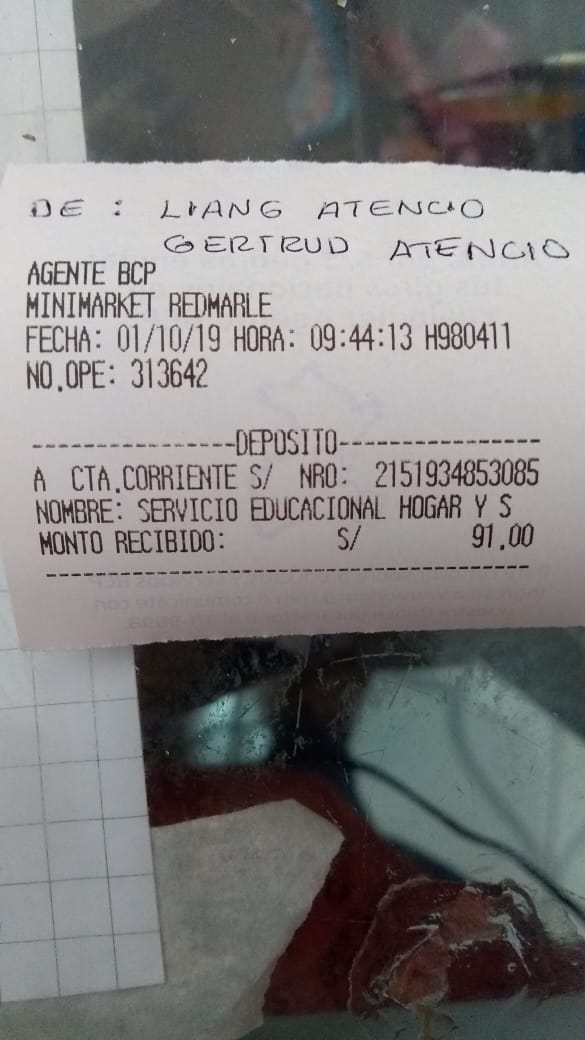 DE : LIANG ATENCIO
GERTRUD ATENCIO
AGENTE BCP
MINIMARKET REDMARLE
FECHA: 01/10/19 HORA: 09:44:13 H980411
NO.OPE: 313642
----------------DEPOSITO----------------
A CTA.CORRIENTE S/ NRO: 2151934853085
NOMBRE: SERVICIO EDUCACIONAL HOGAR Y S
MONTO RECIBIDO: S/ 91.00
----------------------------------------